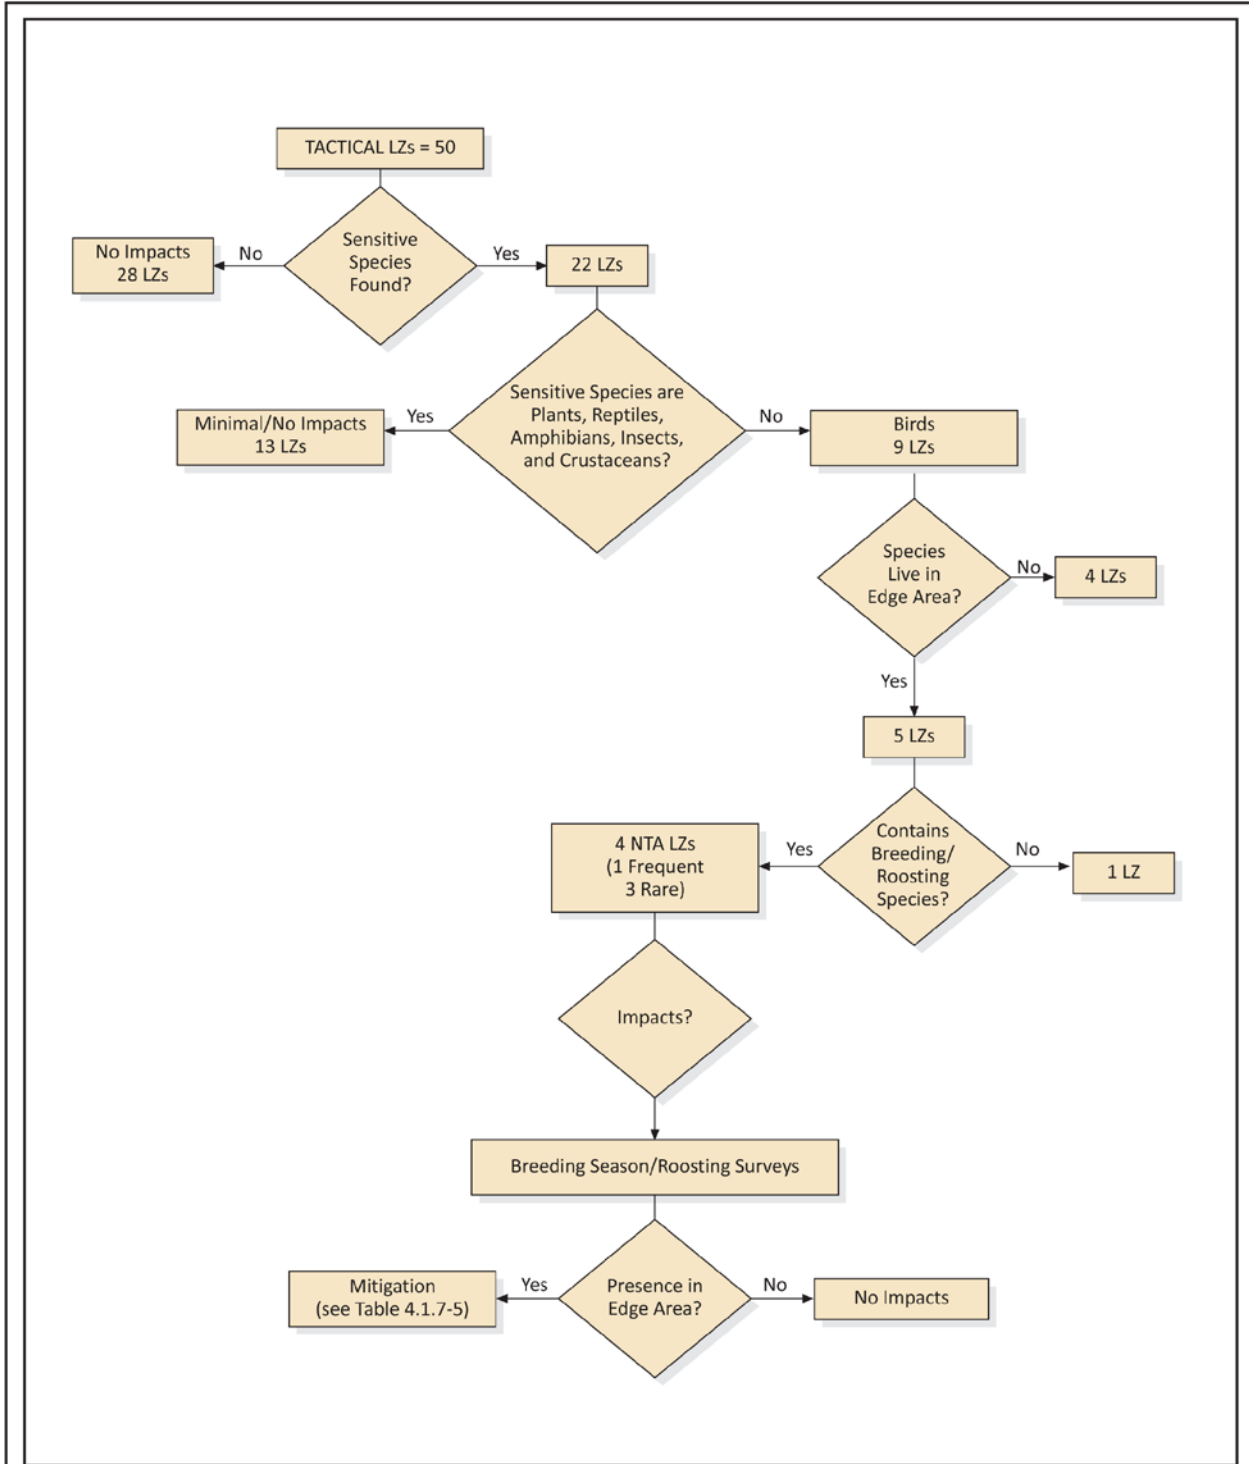 TACTICAL LZs = 50
Sensitive
Species
Found?
No
No Impacts
28 LZs
Yes
22 LZs
Sensitive Species are
Plants, Reptiles,
Amphibians, Insects,
and Crustaceans?
Yes
Minimal/No Impacts
13 LZs
No
Birds
9 LZs
Species
Live in
Edge Area?
No
4 LZs
Yes
5 LZs
Contains
Breeding/
Roosting
Species?
No
1 LZ
Yes
4 NTA LZs
(1 Frequent
3 Rare)
Impacts?
Breeding Season/Roosting Surveys
Presence in
Edge Area?
Yes
Mitigation
(see Table 4.1.7-5)
No
No Impacts